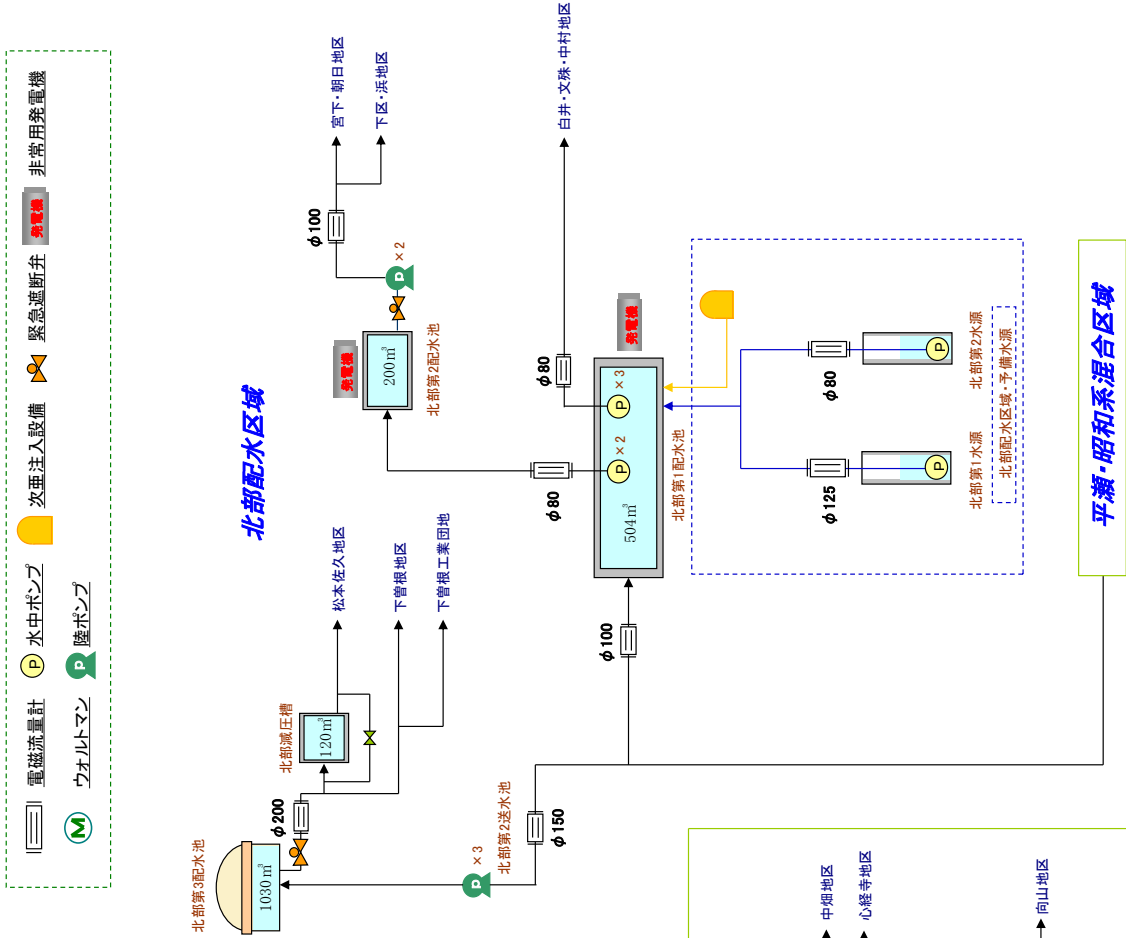 電磁流量計
P 水中ポンプ
次亜注入設備
緊急遮断弁
発電機 非常用発電機
M ウォルトマン
P 陸ポンプ
北部配水区域
宮下・朝日地区
下区・浜地区
φ100
P ×2
発電機
200㎥
北部第2配水池
白井・文殊・中村地区
φ80
発電機
P ×3
P ×2
504㎥
北部第1配水池
φ80
φ80
北部第2水源
P
φ125
北部第1水源
P
北部配水区域・予備水源
平瀬・昭和系混合区域
松本佐久地区
下曽根地区
下曽根工業団地
北部減圧槽
120㎥
φ200
北部第3配水池
1030㎥
P ×3
北部第2送水池
φ150
φ100
中畑地区
心経寺地区
向山地区